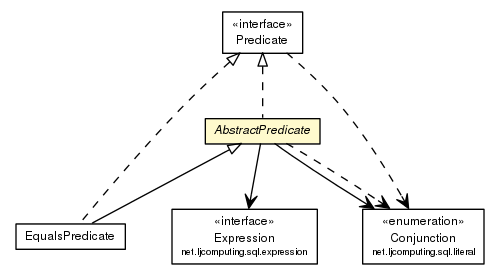 «interface»
Predicate
AbstractPredicate
EqualsPredicate
«interface»
Expression
net.ljcomputing.sql.expression
«enumeration»
Conjunction
net.ljcomputing.sql.literal